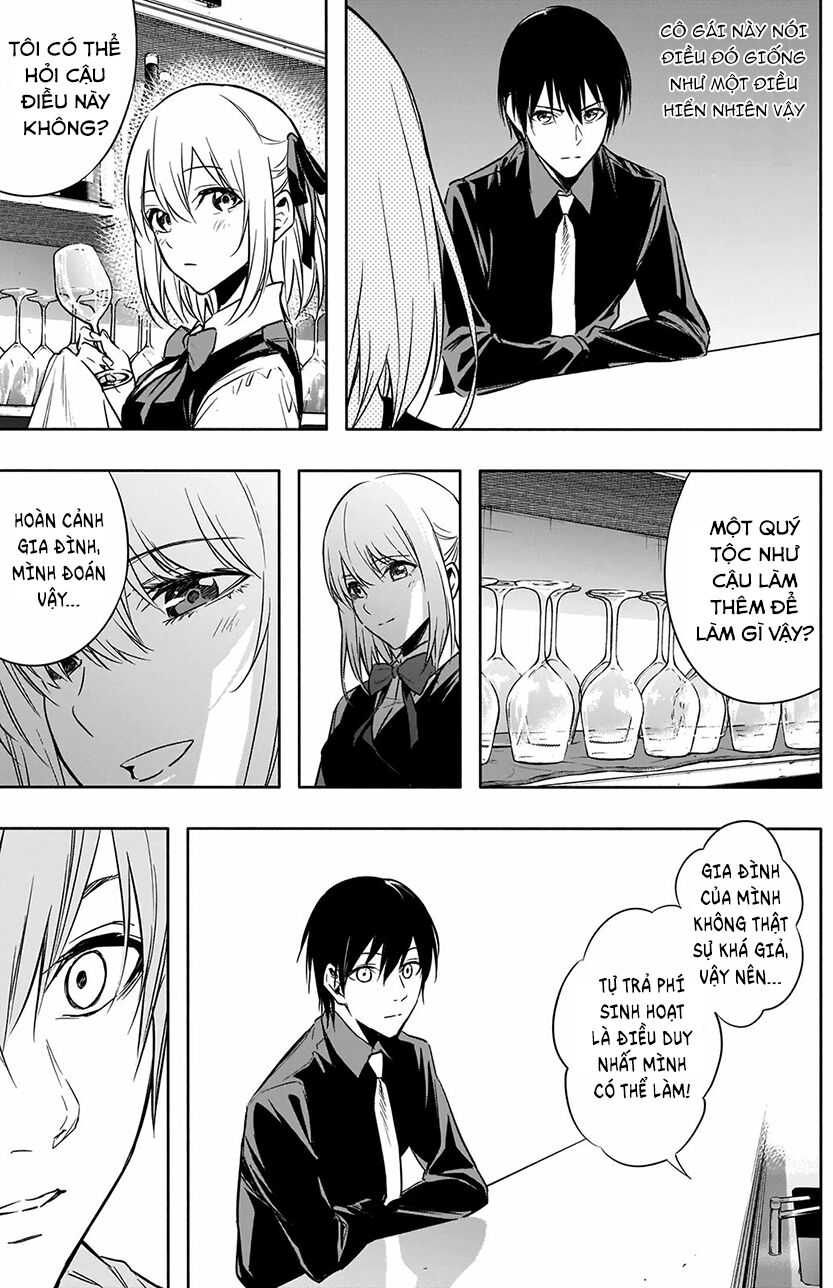 CÔ GÁI NÀY NÓI
ĐIỀU ĐÓ GIỐNG
NHƯ MỘT ĐIỀU
HIỂN NHIÊN VẬY
TÔI CÓ THỂ
HỎI CẬU
ĐIỀU NÀY
KHÔNG?
MỘT QUÝ
TỘC NHƯ
CẬU LÀM
THÊM ĐỂ
LÀM GÌ VẬY?
HOÀN CẢNH
GIA ĐÌNH,
MÌNH ĐOÁN
VẬY...
GIA ĐÌNH
CỦA MÌNH
KHÔNG THẬT
SỰ KHÁ GIẢ,
VẬY NÊN...
TỰ TRẢ PHÍ
SINH HOẠT
LÀ ĐIỀU DUY
NHẤT MÌNH
CÓ THỂ LÀM!